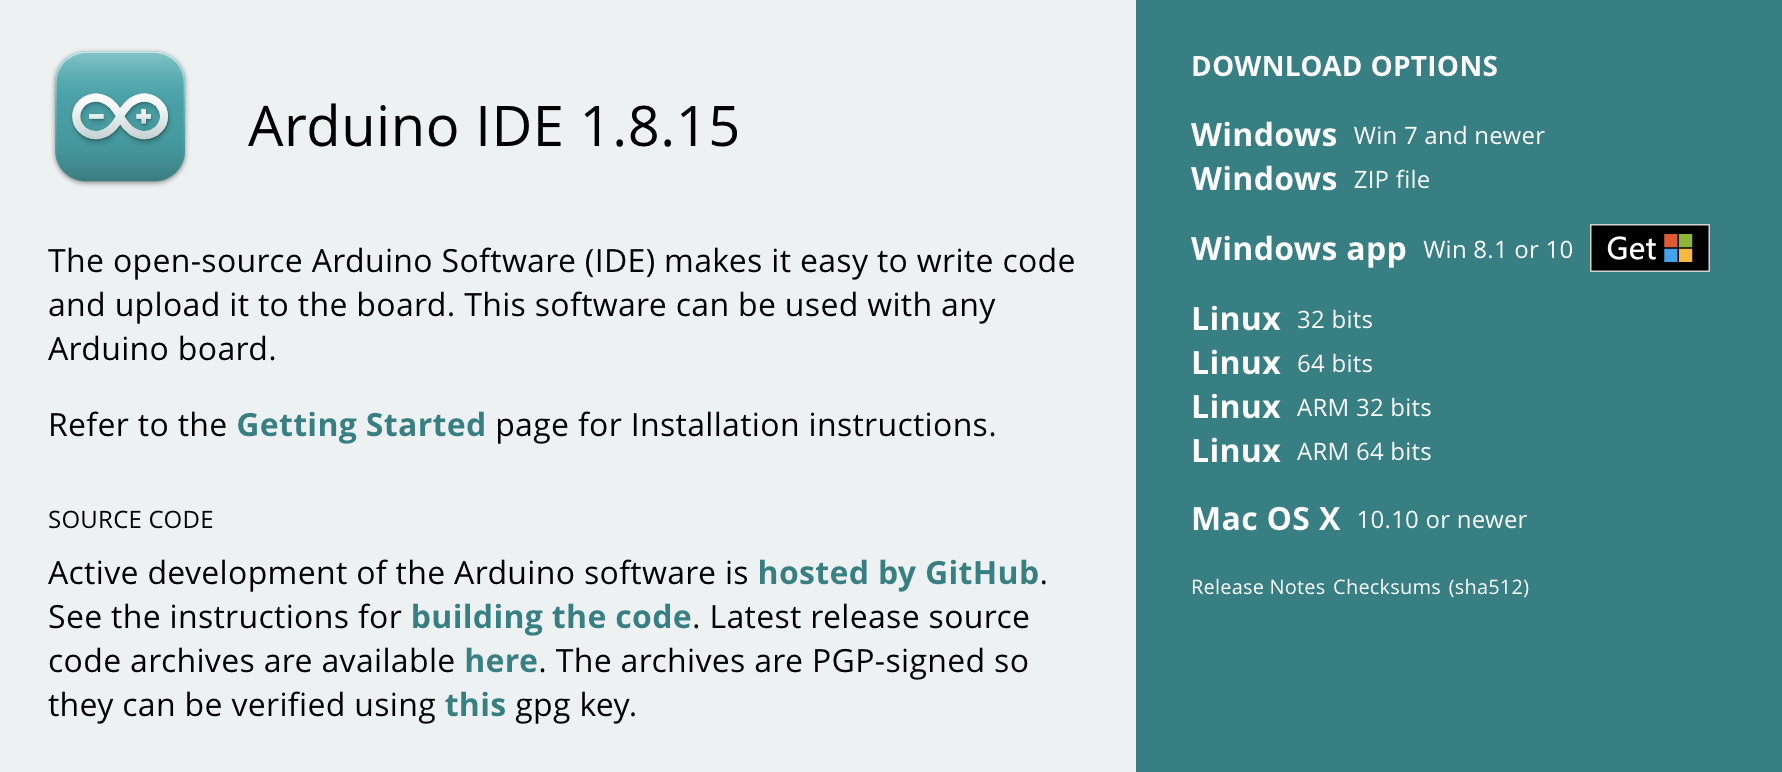 Arduino IDE 1.8.15
The open-source Arduino Software (IDE) makes it easy to write code
and upload it to the board. This software can be used with any
Arduino board.
Refer to the Getting Started page for Installation instructions.
SOURCE CODE
Active development of the Arduino software is hosted by GitHub.
See the instructions for building the code. Latest release source
code archives are available here. The archives are PGP-signed so
they can be verified using this gpg key.
DOWNLOAD OPTIONS
Windows Win 7 and newer
Windows ZIP file
Windows app Win 8.1 or 10 Get
Linux 32 bits
Linux 64 bits
Linux ARM 32 bits
Linux ARM 64 bits
Mac OS X 10.10 or newer
Release Notes Checksums (sha512)